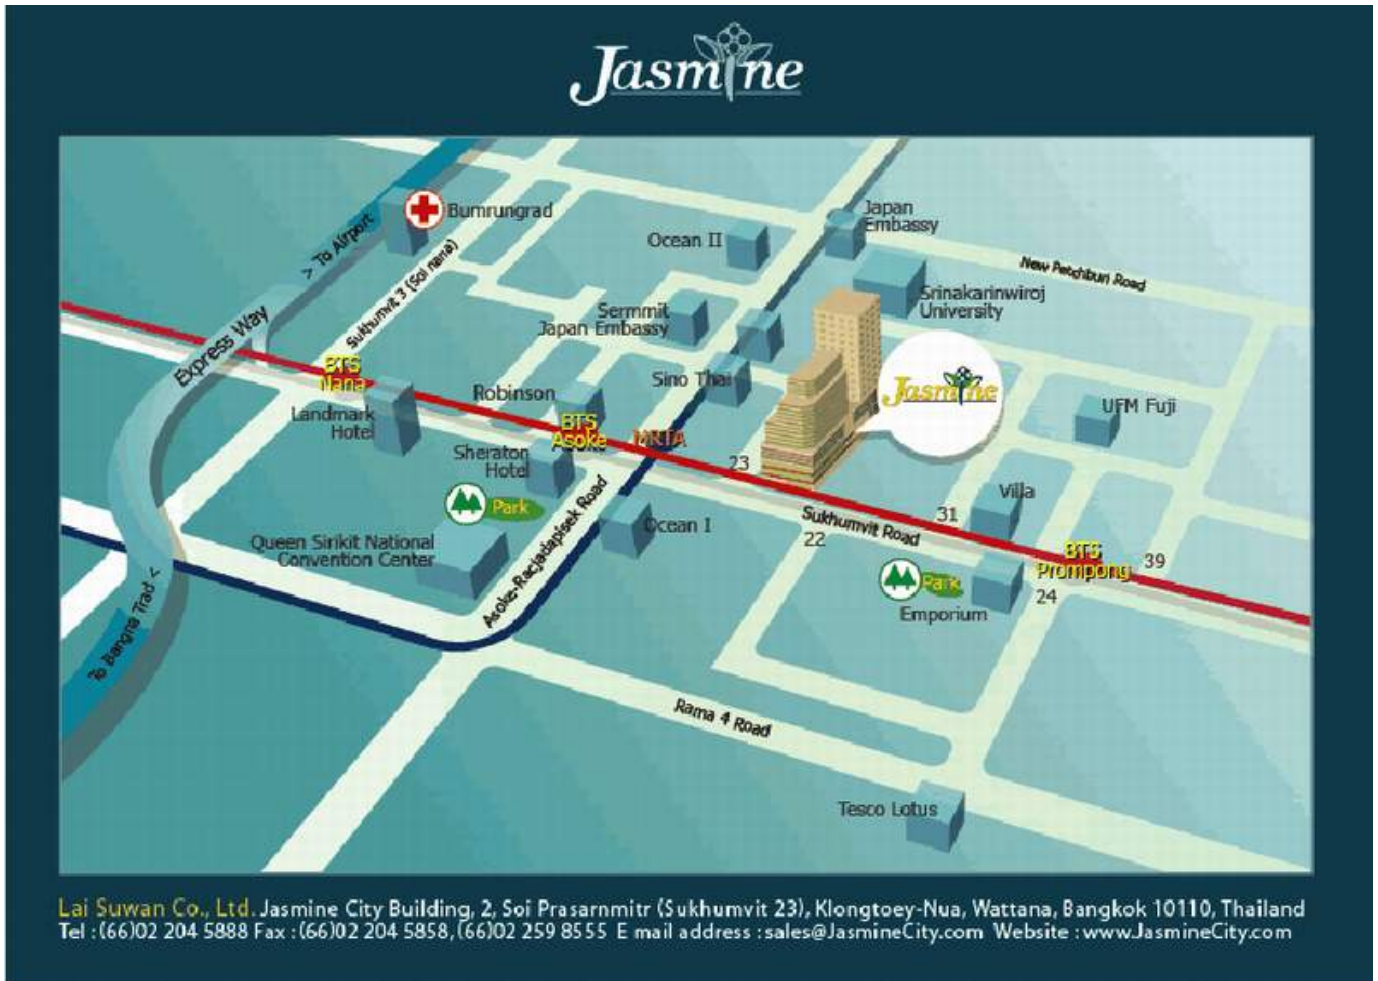 Jasmine
Bumrungrad
> To Airport
Sukhumvit 3 (Soi nana)
Express Way
Ocean II
Japan
Embassy
New Petchburi Road
Srinakarinwiroj
University
Sermmit
Japan Embassy
Sino Thai
Jasmine
UFM Fuji
BTS
Nana
Landmark
Hotel
Robinson
BTS
Asoke
MRTA
Sheraton
Hotel
Park
Queen Sirikit National
Convention Center
Asoke-Racjadapisek Road
Ocean I
23
Sukhumvit Road
22
31
Villa
BTS
Prompong
39
24
Park
Emporium
To Bangna Trad <
Rama 4 Road
Tesco Lotus
Lai Suwan Co., Ltd. Jasmine City Building, 2, Soi Prasarnmitr (Sukhumvit 23), Klongtoey-Nua, Wattana, Bangkok 10110, Thailand
Tel : (66)02 204 5888 Fax : (66)02 204 5858, (66)02 259 8555 E mail address : sales@JasmineCity.com Website : www.JasmineCity.com